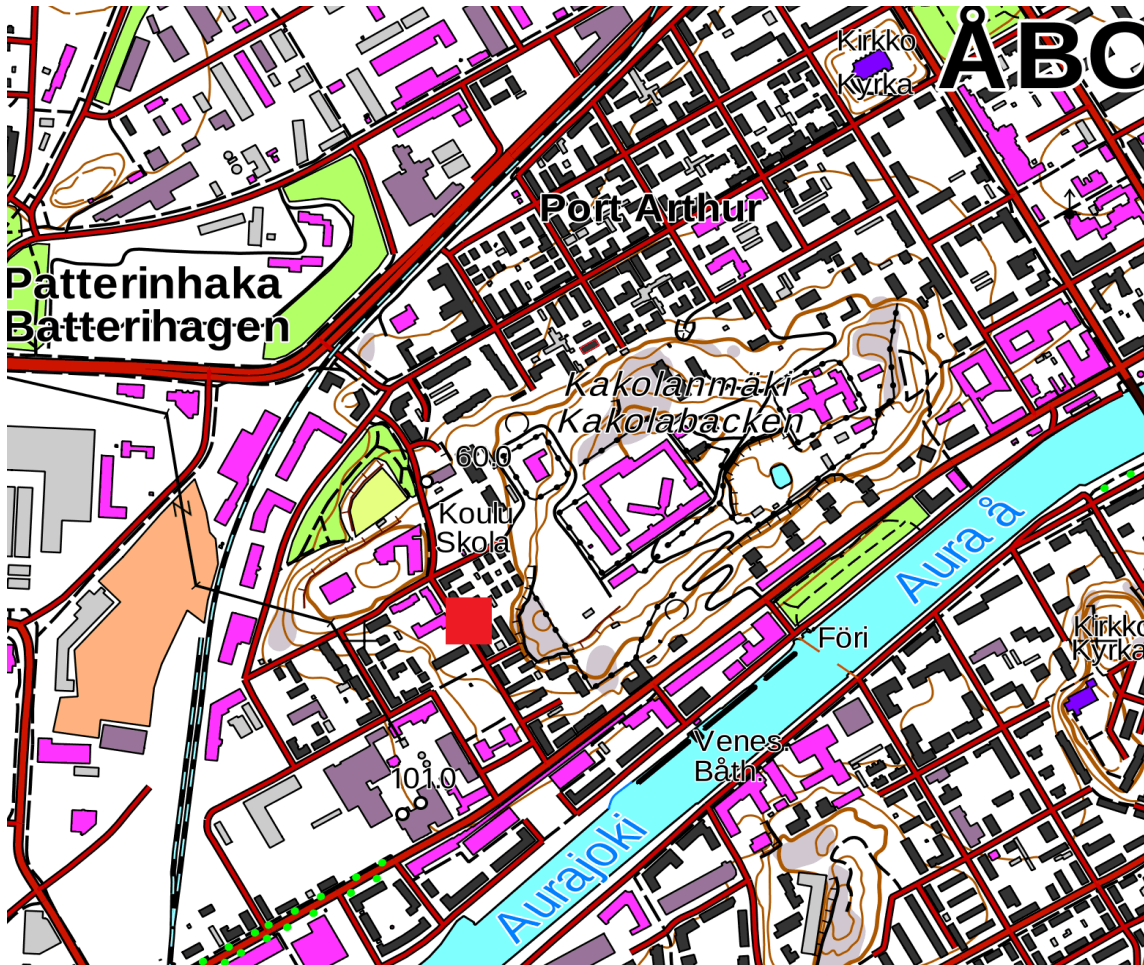 Kirkko
Kyrka
ÅBO
Port Arthur
Patterinhaka
Batterihagen
Kakolanmäki
Kakolabacken
60.0
Koulu
Skola
Aura å
Föri
Kirkko
Kyrka
Venes.
Båth.
101.0
Aurajoki